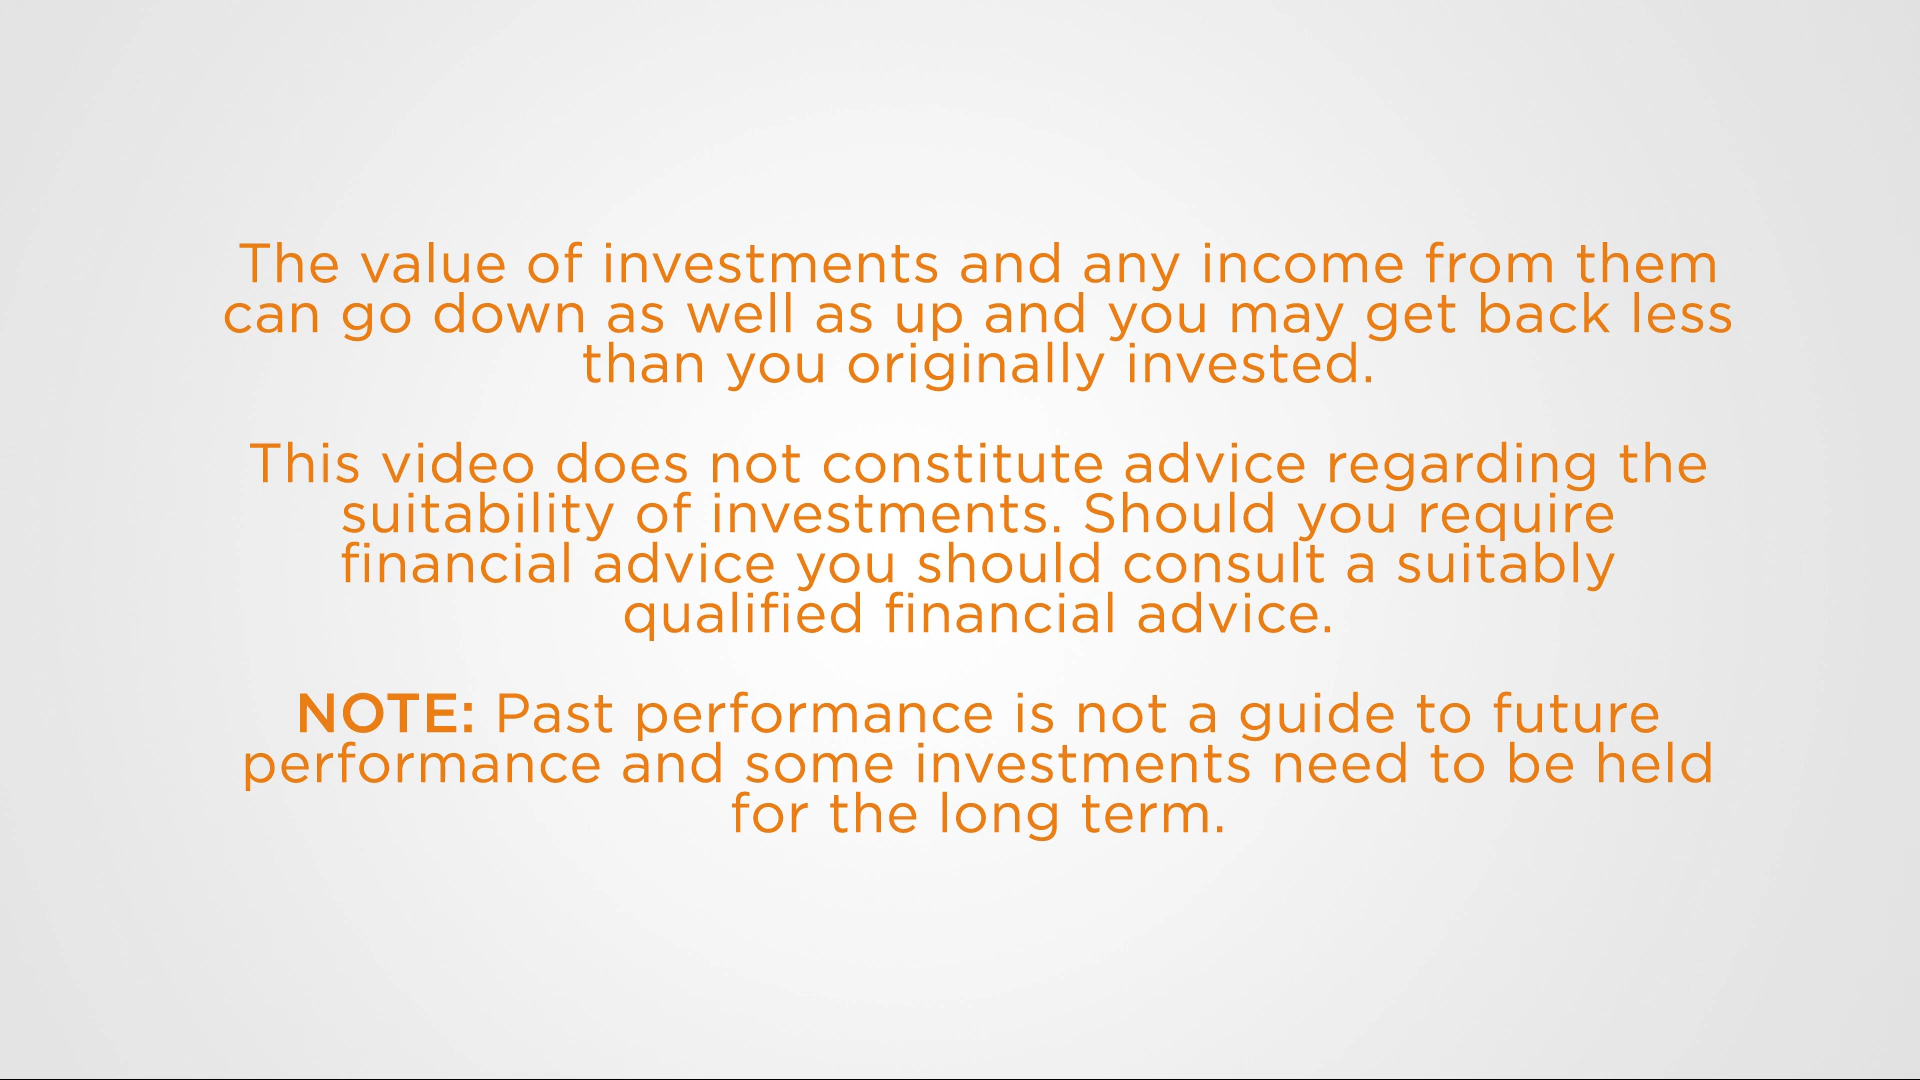 The value of investments and any income from them
can go down as well as up and you may get back less
than you originally invested.
This video does not constitute advice regarding the
suitability of investments. Should you require
financial advice you should consult a suitably
qualified financial advice.
NOTE: Past performance is not a guide to future
performance and some investments need to be held
for the long term.